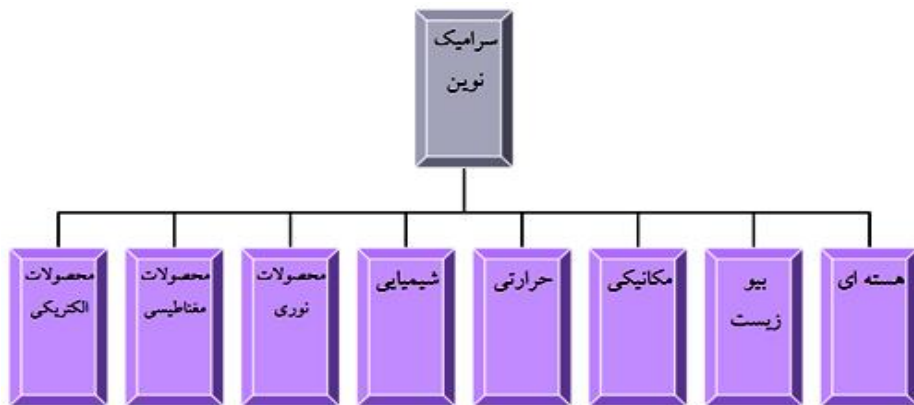 سرامیک
نوین
هسته ای
بیو
زیست
مکانیکی
حرارتی
شیمیایی
محصولات
نوری
محصولات
مغناطیسی
محصولات
الکتریکی